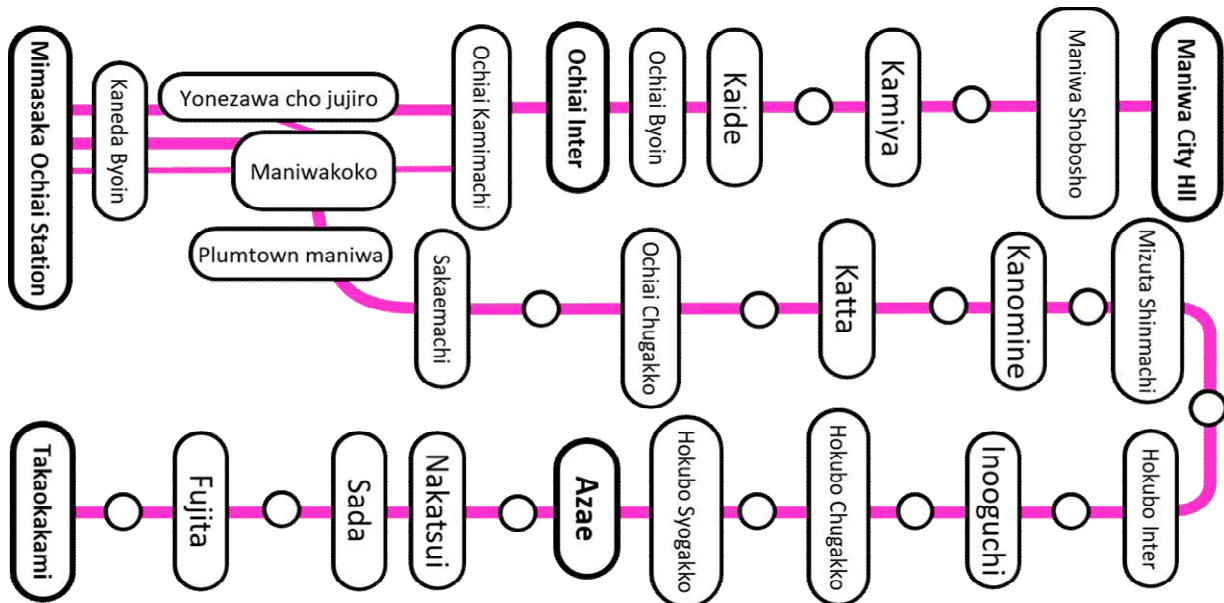 Mimasaka Ochiai Station
Kaneda Byoin
Yonezawa cho jujiro
Maniwakoko
Plumtown maniwa
Ochiai Kamimachi
Ochiai Inter
Ochiai Byoin
Kaide
Kamiya
Maniwa Shobosho
Maniwa City Hll
Sakaemachi
Ochiai Chugakko
Katta
Kanomine
Mizuta Shinmachi
Takaokakami
Fujita
Sada
Nakatsui
Azae
Hokubo Syogakko
Hokubo Chugakko
Inooguchi
Hokubo Inter